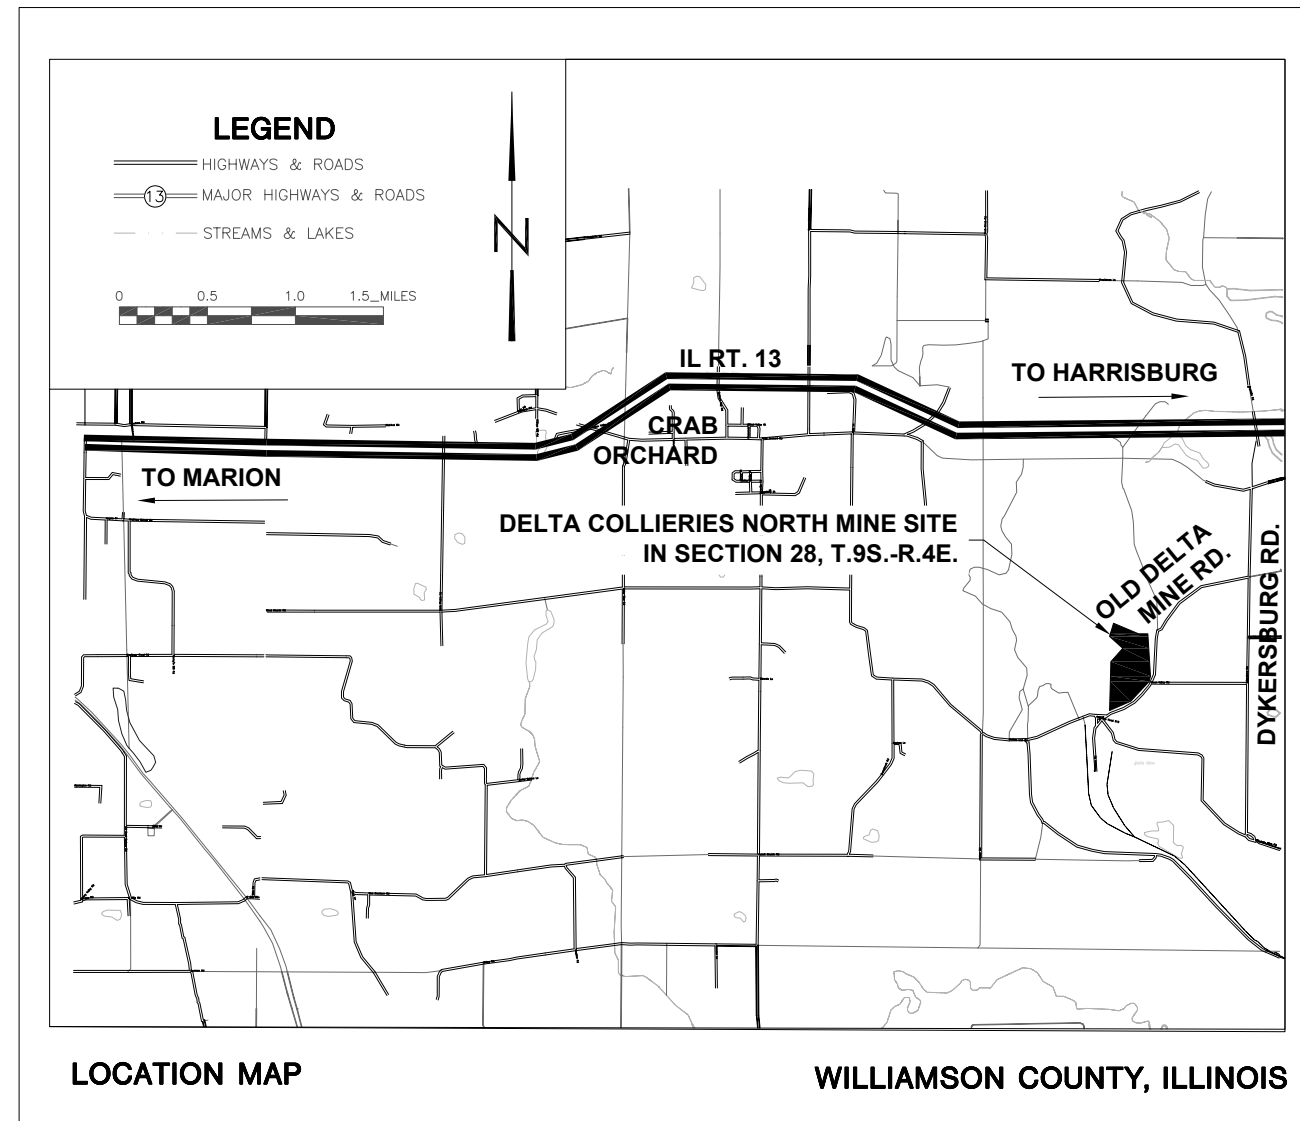 LEGEND
HIGHWAYS & ROADS
13 MAJOR HIGHWAYS & ROADS
STREAMS & LAKES
0 0.5 1.0 1.5_MILES
N
IL RT. 13
TO HARRISBURG
CRAB
ORCHARD
TO MARION
DELTA COLLIERIES NORTH MINE SITE
IN SECTION 28, T.9S.-R.4E.
OLD DELTA
MINE RD.
DYKERSBURG RD.
LOCATION MAP
WILLIAMSON COUNTY, ILLINOIS